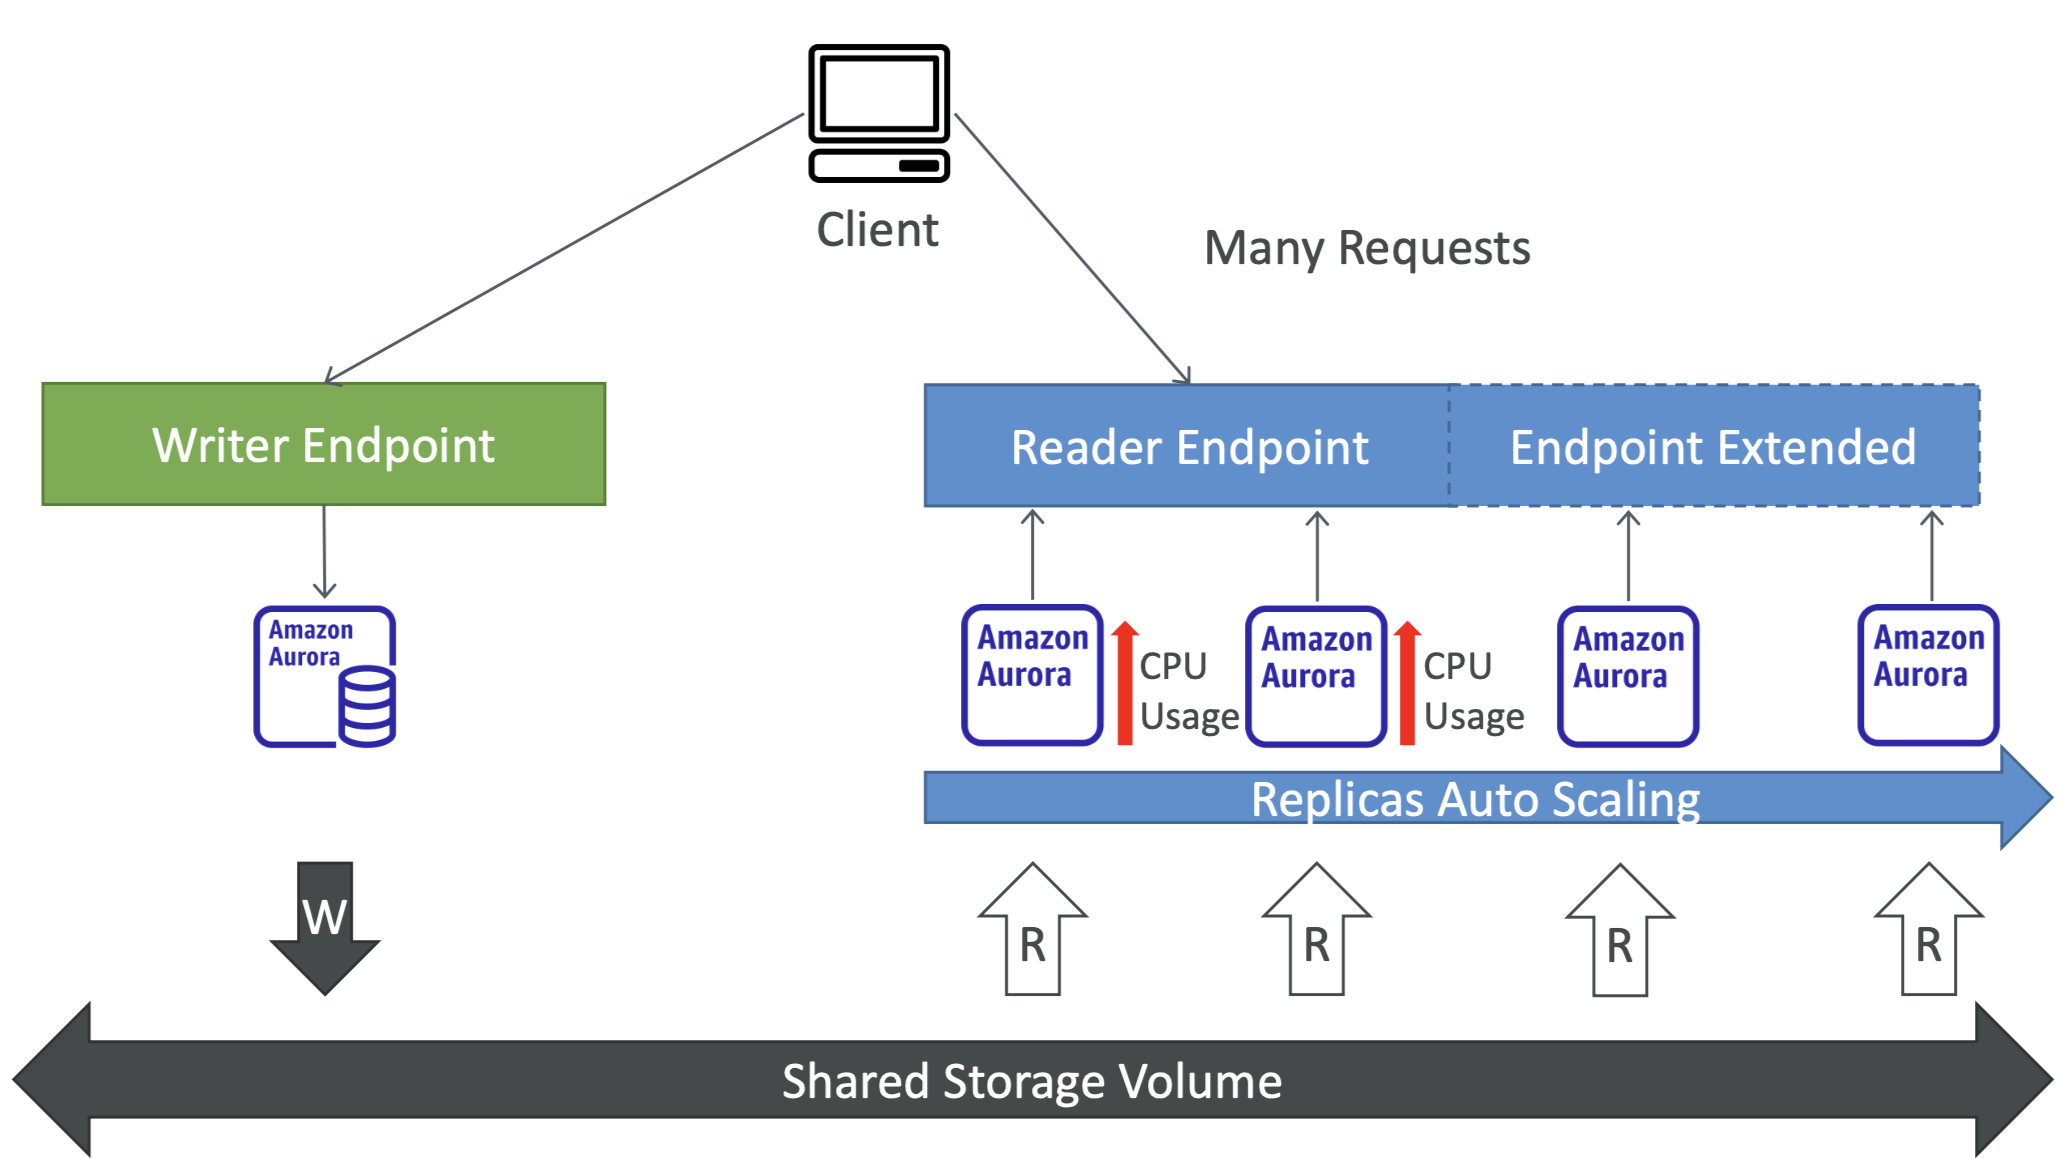 Client
Many Requests
Writer Endpoint
Reader Endpoint
Endpoint Extended
Amazon
Aurora
Amazon
Aurora
CPU
Usage
Amazon
Aurora
CPU
Usage
Amazon
Aurora
Amazon
Aurora
Replicas Auto Scaling
W
R
R
R
R
Shared Storage Volume